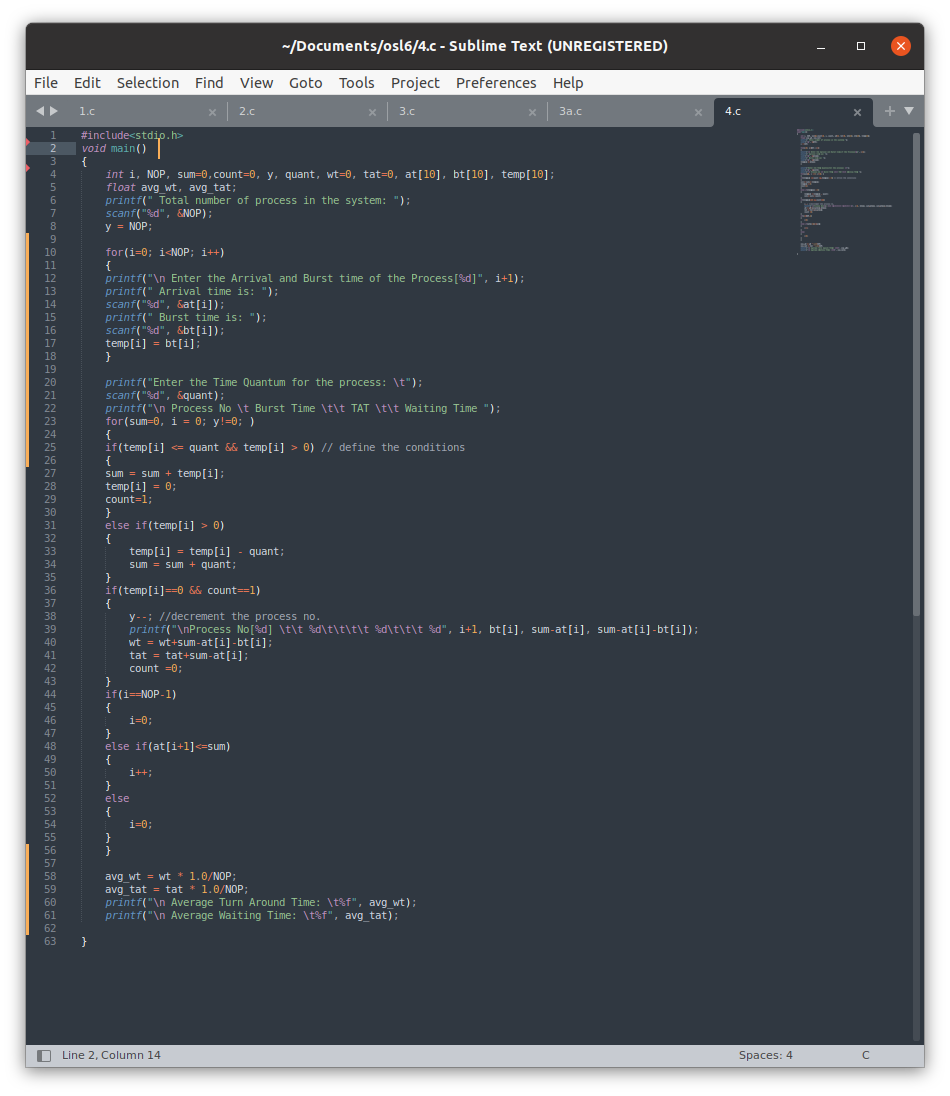 ~/Documents/osl6/4.c - Sublime Text (UNREGISTERED)
File Edit Selection Find View Goto Tools Project Preferences Help
1.c 2.c 3.c 3a.c 4.c
1 #include<stdio.h>
2 void main()
3 {
4     int i, NOP, sum=0,count=0, y, quant, wt=0, tat=0, at[10], bt[10], temp[10];
5     float avg_wt, avg_tat;
6     printf(" Total number of process in the system: ");
7     scanf("%d", &NOP);
8     y = NOP;
9
10     for(i=0; i<NOP; i++)
11     {
12     printf("\n Enter the Arrival and Burst time of the Process[%d]", i+1);
13     printf(" Arrival time is: ");
14     scanf("%d", &at[i]);
15     printf(" Burst time is: ");
16     scanf("%d", &bt[i]);
17     temp[i] = bt[i];
18     }
19
20     printf("Enter the Time Quantum for the process: \t");
21     scanf("%d", &quant);
22     printf("\n Process No \t Burst Time \t\t TAT \t\t Waiting Time ");
23     for(sum=0, i = 0; y!=0; )
24     {
25     if(temp[i] <= quant && temp[i] > 0) // define the conditions
26     {
27     sum = sum + temp[i];
28     temp[i] = 0;
29     count=1;
30     }
31     else if(temp[i] > 0)
32     {
33         temp[i] = temp[i] - quant;
34         sum = sum + quant;
35     }
36     if(temp[i]==0 && count==1)
37     {
38         y--; //decrement the process no.
39         printf("\nProcess No[%d] \t\t %d\t\t\t\t %d\t\t\t %d", i+1, bt[i], sum-at[i], sum-at[i]-bt[i]);
40         wt = wt+sum-at[i]-bt[i];
41         tat = tat+sum-at[i];
42         count =0;
43     }
44     if(i==NOP-1)
45     {
46         i=0;
47     }
48     else if(at[i+1]<=sum)
49     {
50         i++;
51     }
52     else
53     {
54         i=0;
55     }
56     }
57
58     avg_wt = wt * 1.0/NOP;
59     avg_tat = tat * 1.0/NOP;
60     printf("\n Average Turn Around Time: \t%f", avg_wt);
61     printf("\n Average Waiting Time: \t%f", avg_tat);
62
63 }
Line 2, Column 14 Spaces: 4 C